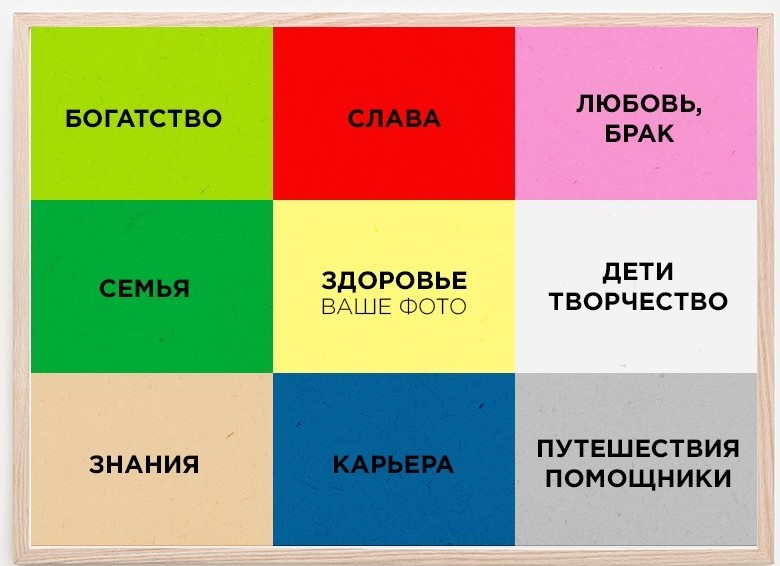 БОГАТСТВО
СЛАВА
ЛЮБОВЬ,
БРАК
СЕМЬЯ
ЗДОРОВЬЕ
ВАШЕ ФОТО
ДЕТИ
ТВОРЧЕСТВО
ЗНАНИЯ
КАРЬЕРА
ПУТЕШЕСТВИЯ
ПОМОЩНИКИ